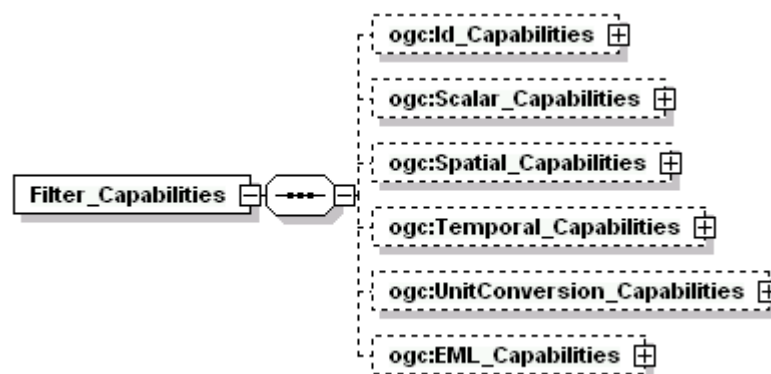 ogc:Id_Capabilities
ogc:Scalar_Capabilities
ogc:Spatial_Capabilities
Filter_Capabilities
ogc:Temporal_Capabilities
ogc:UnitConversion_Capabilities
ogc:EML_Capabilities